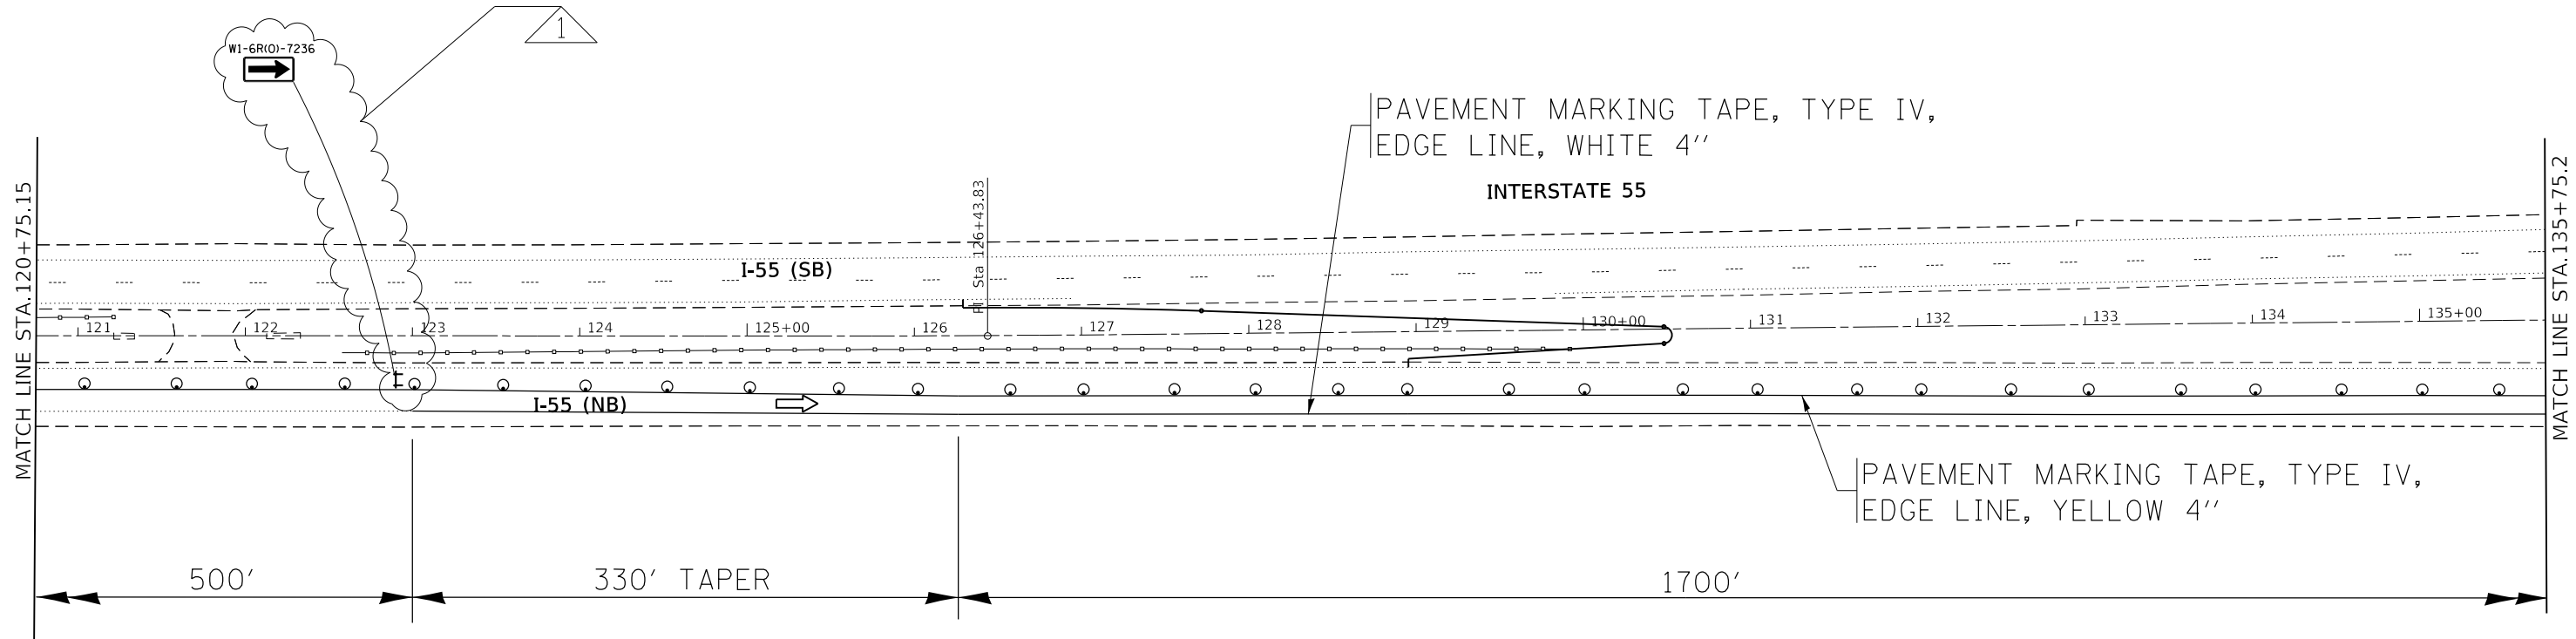 1
W1-6R(O)-7236
PAVEMENT MARKING TAPE, TYPE IV,
EDGE LINE, WHITE 4"
INTERSTATE 55
MATCH LINE STA.120+75.15
MATCH LINE STA.135+75.2
PI Sta 126+43.83
I-55 (SB)
121
122
123
124
125+00
126
127
128
129
130+00
131
132
133
134
135+00
I-55 (NB)
PAVEMENT MARKING TAPE, TYPE IV,
EDGE LINE, YELLOW 4"
500'
330' TAPER
1700'